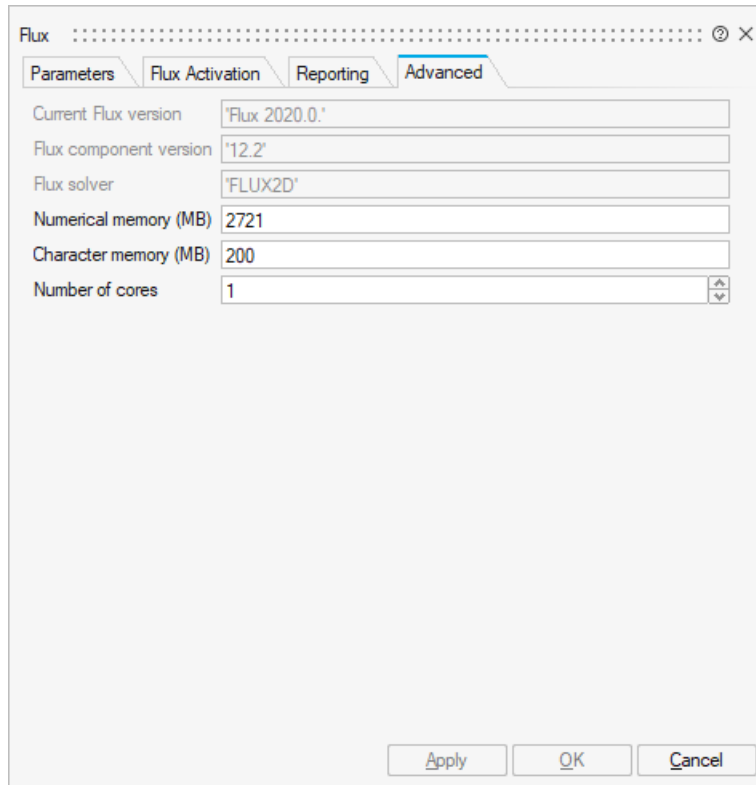 Flux
Parameters Flux Activation Reporting Advanced
Current Flux version 'Flux 2020.0.'
Flux component version '12.2'
Flux solver 'FLUX2D'
Numerical memory (MB) 2721
Character memory (MB) 200
Number of cores 1
Apply OK Cancel